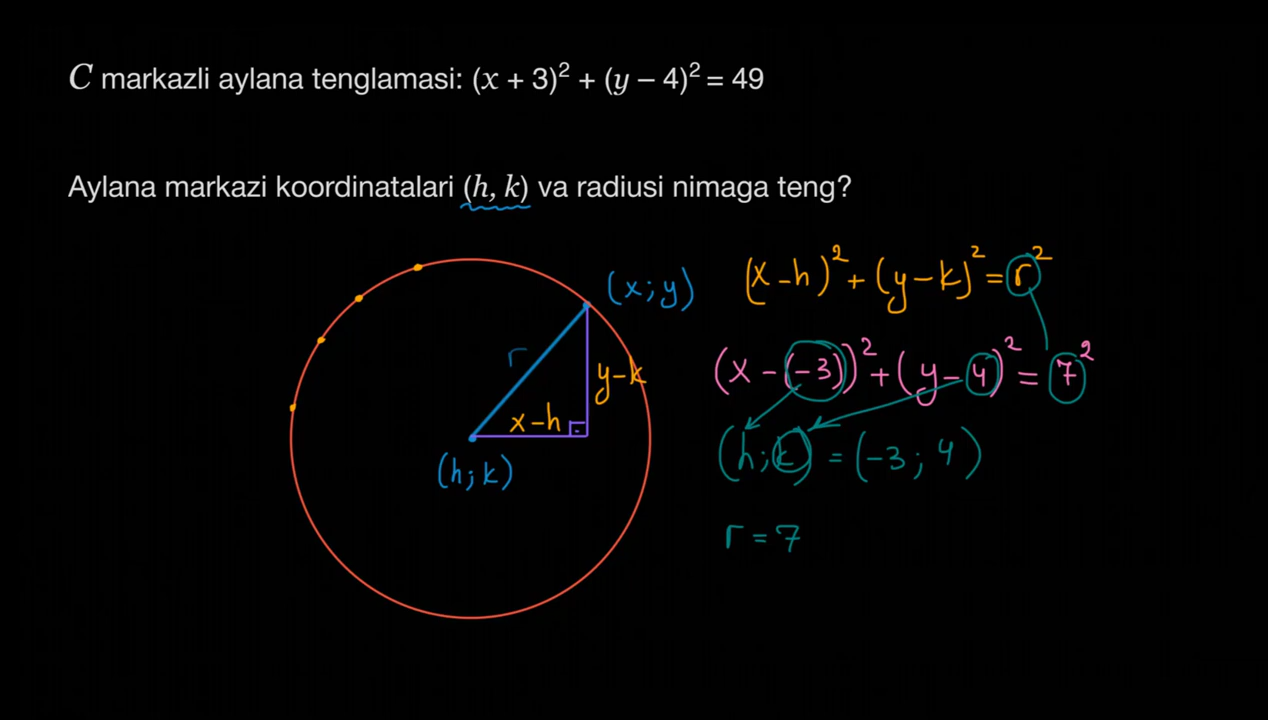 C markazli aylana tenglamasi: (x + 3)² + (y – 4)² = 49
Aylana markazi koordinatalari (h, k) va radiusi nimaga teng?
(x-h)² + (y-k)² = r²
(x;y)
r
y-k
(x-(-3))² + (y-4)² = 7²
x-h
(h;k)
(h;k) = (-3; 4)
r = 7